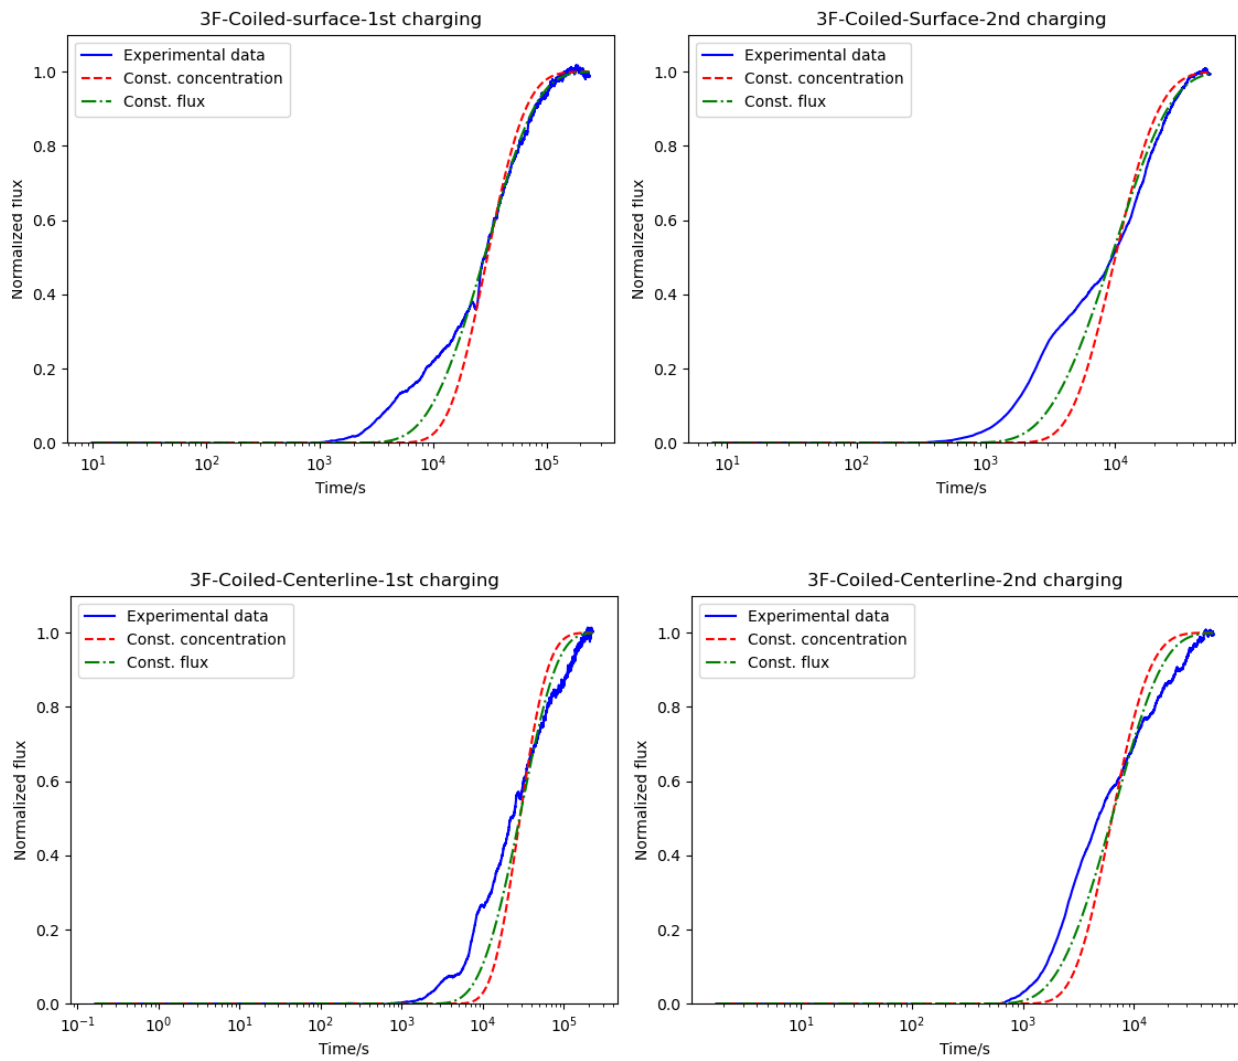 3F-Coiled-surface-1st charging
Experimental data
Const. concentration
Const. flux
Normalized flux
1.0
0.8
0.6
0.4
0.2
0.0
10¹ 10² 10³ 10⁴ 10⁵
Time/s
3F-Coiled-Surface-2nd charging
Experimental data
Const. concentration
Const. flux
Normalized flux
1.0
0.8
0.6
0.4
0.2
0.0
10¹ 10² 10³ 10⁴
Time/s
3F-Coiled-Centerline-1st charging
Experimental data
Const. concentration
Const. flux
Normalized flux
1.0
0.8
0.6
0.4
0.2
0.0
10⁻¹ 10⁰ 10¹ 10² 10³ 10⁴ 10⁵
Time/s
3F-Coiled-Centerline-2nd charging
Experimental data
Const. concentration
Const. flux
Normalized flux
1.0
0.8
0.6
0.4
0.2
0.0
10¹ 10² 10³ 10⁴
Time/s